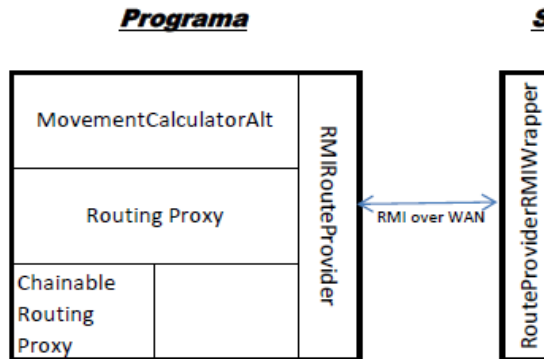 Programa
S
MovementCalculatorAlt
Routing Proxy
Chainable
Routing
Proxy
RMIRouteProvider
RMI over WAN
RouteProviderRMIWrapper